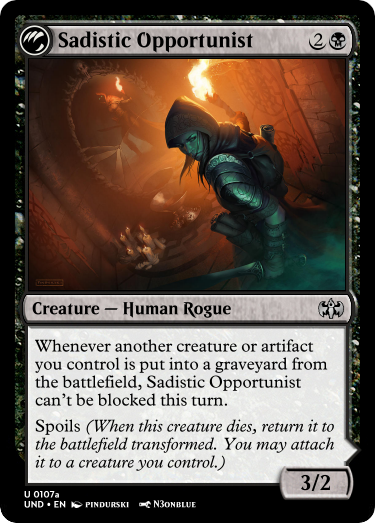 Sadistic Opportunist 2
Creature — Human Rogue
Whenever another creature or artifact
you control is put into a graveyard from
the battlefield, Sadistic Opportunist
can't be blocked this turn.
Spoils (When this creature dies, return it to
the battlefield transformed. You may attach
it to a creature you control.)
3/2
U 0107a
UND • EN PINDURSKI N3ONBLUE